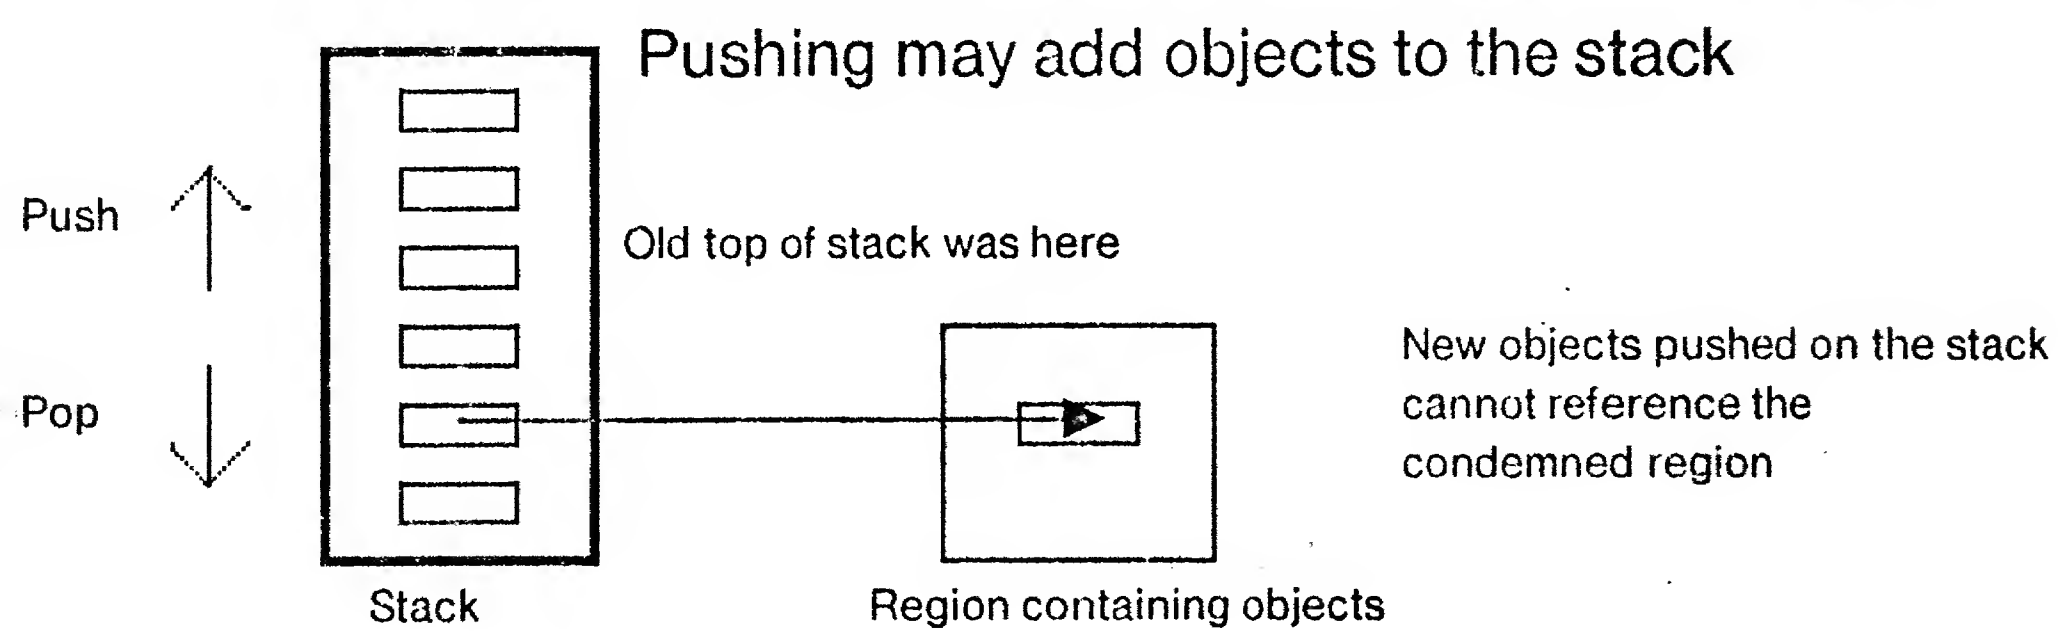 Pushing may add objects to the stack
Push
Old top of stack was here
New objects pushed on the stack
cannot reference the
condemned region
Pop
Stack
Region containing objects